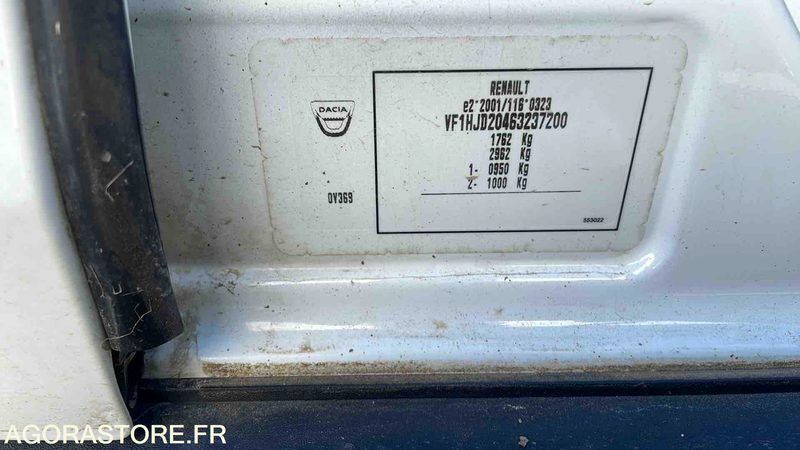 DACIA
OV369
RENAULT
e2*2001/116*0323
VF1HJD20463237200
1762 Kg
2962 Kg
1- 0950 Kg
2- 1000 Kg
553022
AGORASTORE.FR